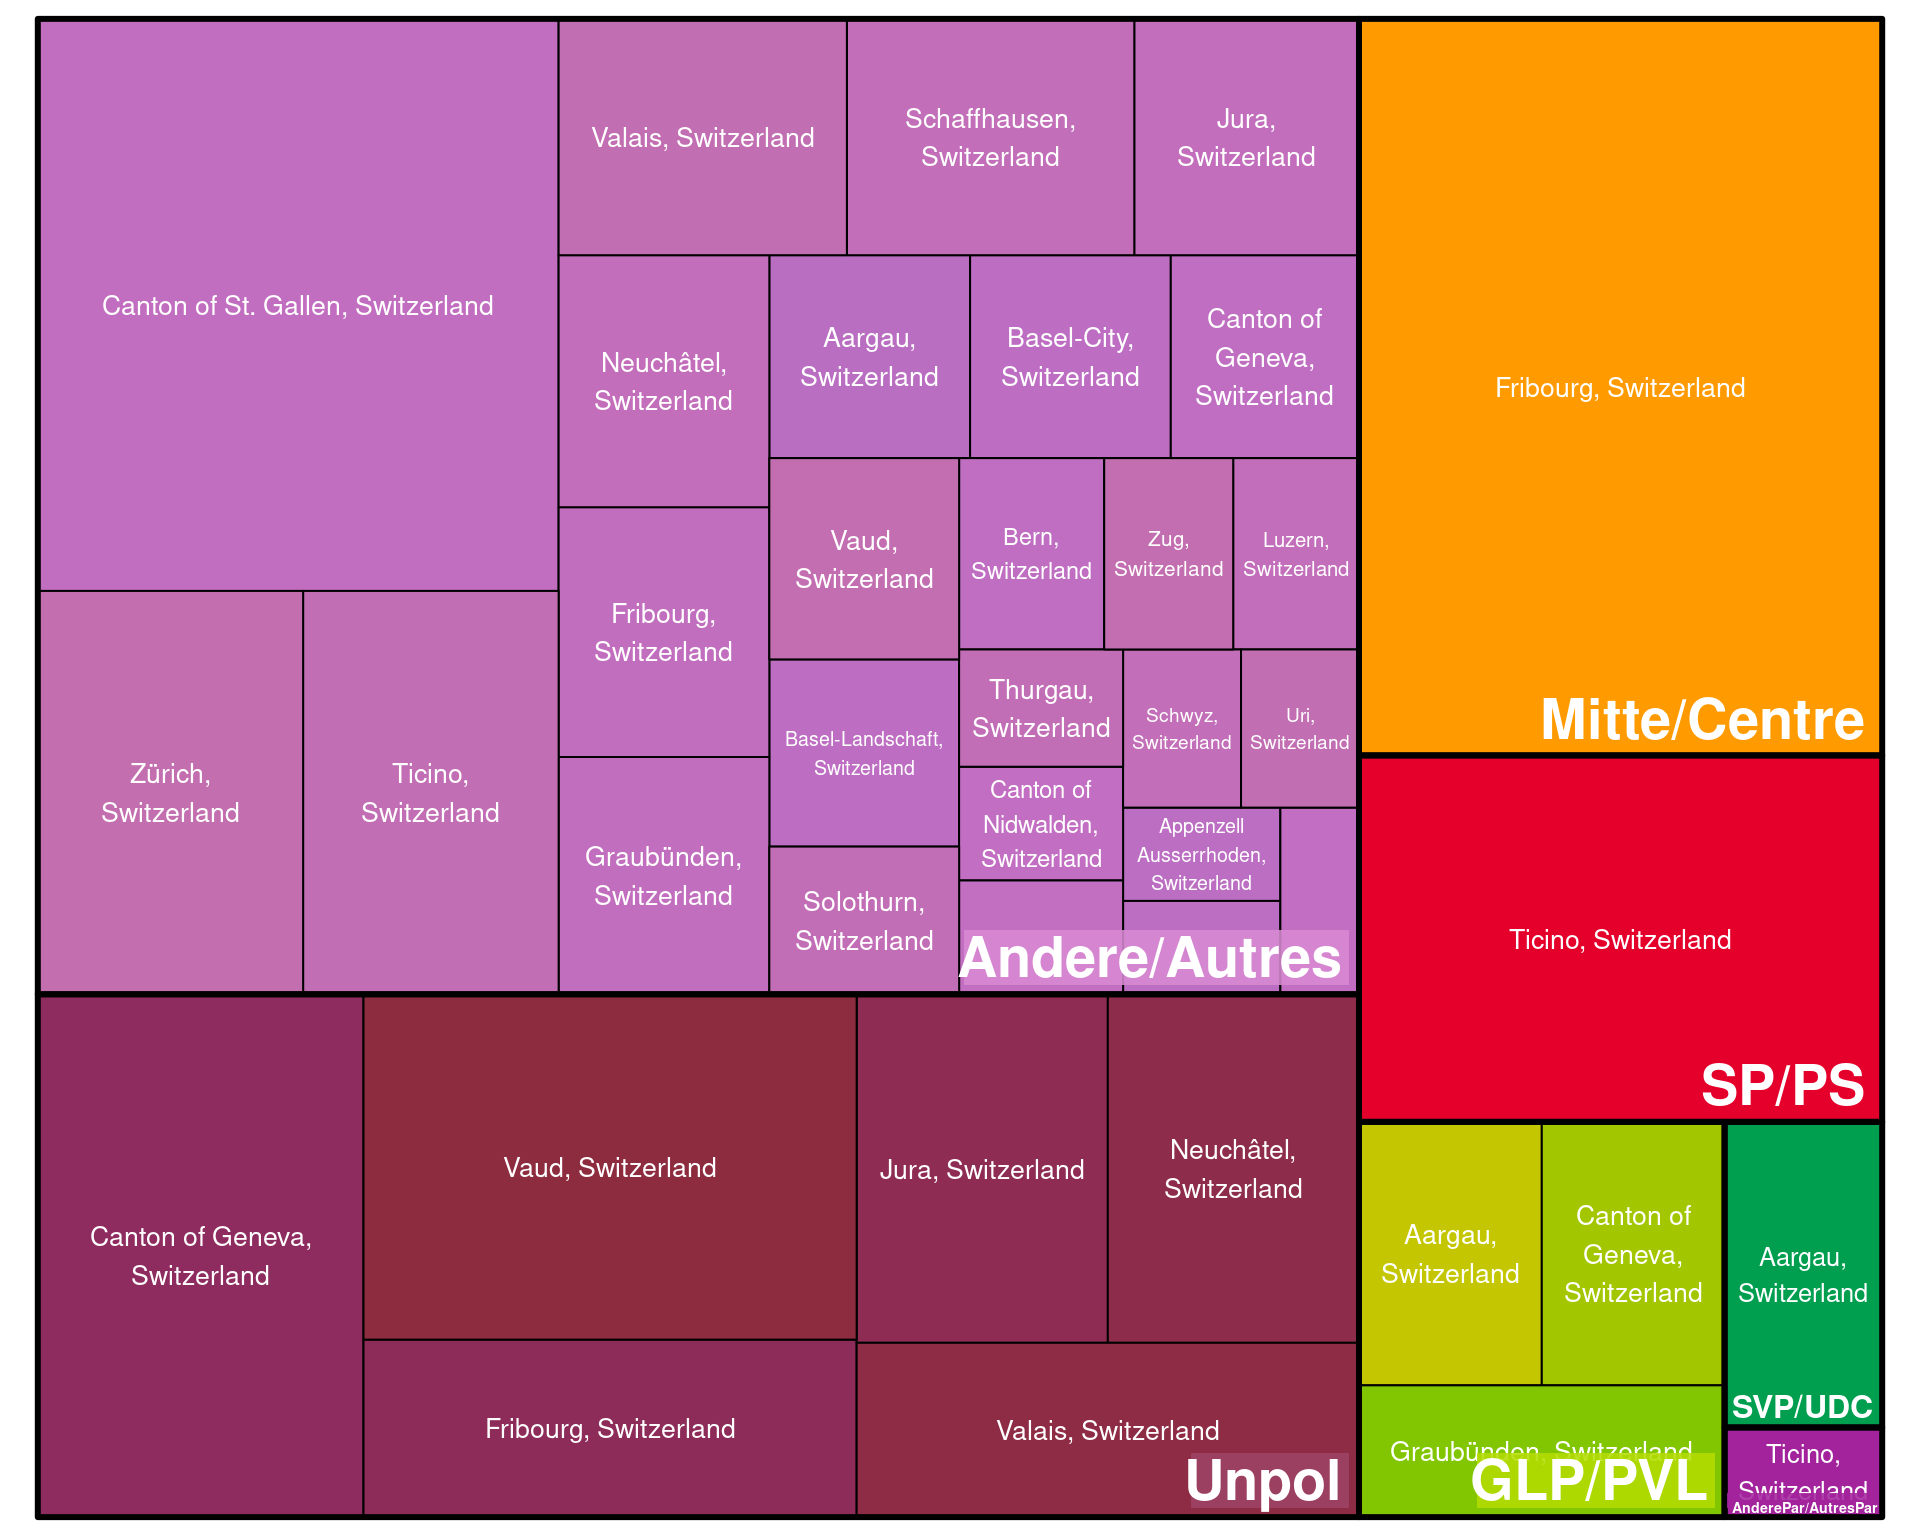 Canton of St. Gallen, Switzerland
Valais, Switzerland
Schaffhausen,
Switzerland
Jura,
Switzerland
Neuchâtel,
Switzerland
Aargau,
Switzerland
Basel-City,
Switzerland
Canton of
Geneva,
Switzerland
Fribourg,
Switzerland
Vaud,
Switzerland
Bern,
Switzerland
Zug,
Switzerland
Luzern,
Switzerland
Zürich,
Switzerland
Ticino,
Switzerland
Graubünden,
Switzerland
Basel-Landschaft,
Switzerland
Thurgau,
Switzerland
Schwyz,
Switzerland
Uri,
Switzerland
Canton of
Nidwalden,
Switzerland
Appenzell
Ausserrhoden,
Switzerland
Solothurn,
Switzerland
Andere/Autres
Canton of Geneva,
Switzerland
Vaud, Switzerland
Jura, Switzerland
Neuchâtel,
Switzerland
Fribourg, Switzerland
Valais, Switzerland
Unpol
Fribourg, Switzerland
Mitte/Centre
Ticino, Switzerland
SP/PS
Aargau,
Switzerland
Canton of
Geneva,
Switzerland
Graubünden, Switzerland
GLP/PVL
Aargau,
Switzerland
SVP/UDC
Ticino,
Switzerland
AnderePar/AutresPar